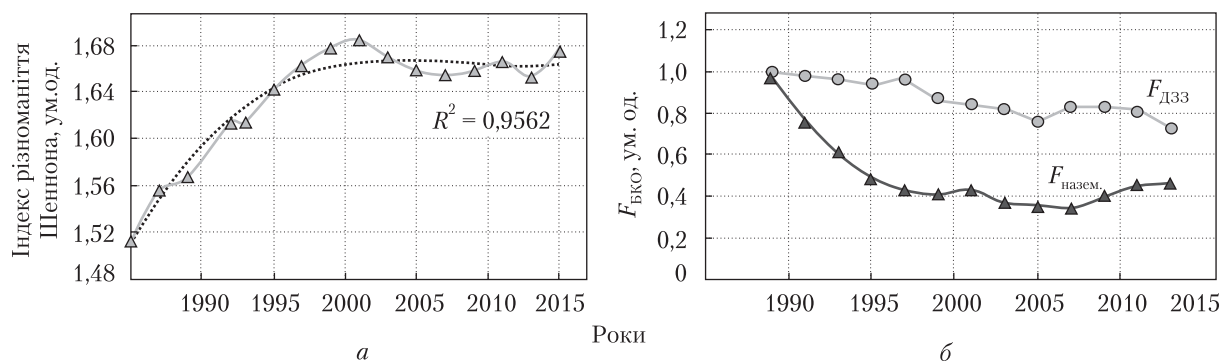 Індекс різноманіття
Шеннона, ум.од.
1,68
1,64
1,60
1,56
1,52
1,48
R² = 0,9562
1990 1995 2000 2005 2010 2015
а
F_БКО, ум. од.
1,2
1,0
0,8
0,6
0,4
0,2
0
F_ДЗЗ
F_назем.
1990 1995 2000 2005 2010 2015
б
Роки